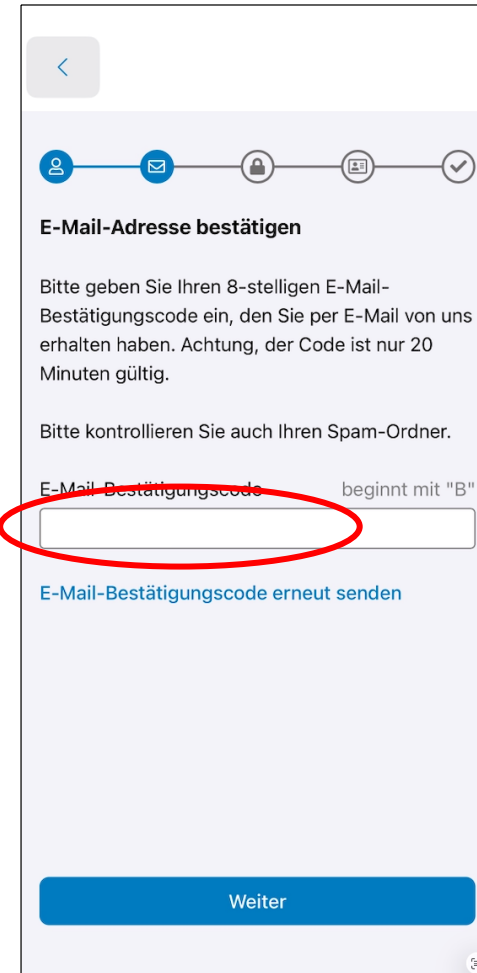 E-Mail-Adresse bestätigen
Bitte geben Sie Ihren 8-stelligen E-Mail-
Bestätigungscode ein, den Sie per E-Mail von uns
erhalten haben. Achtung, der Code ist nur 20
Minuten gültig.
Bitte kontrollieren Sie auch Ihren Spam-Ordner.
E-Mail-Bestätigungscode beginnt mit "B"
E-Mail-Bestätigungscode erneut senden
Weiter